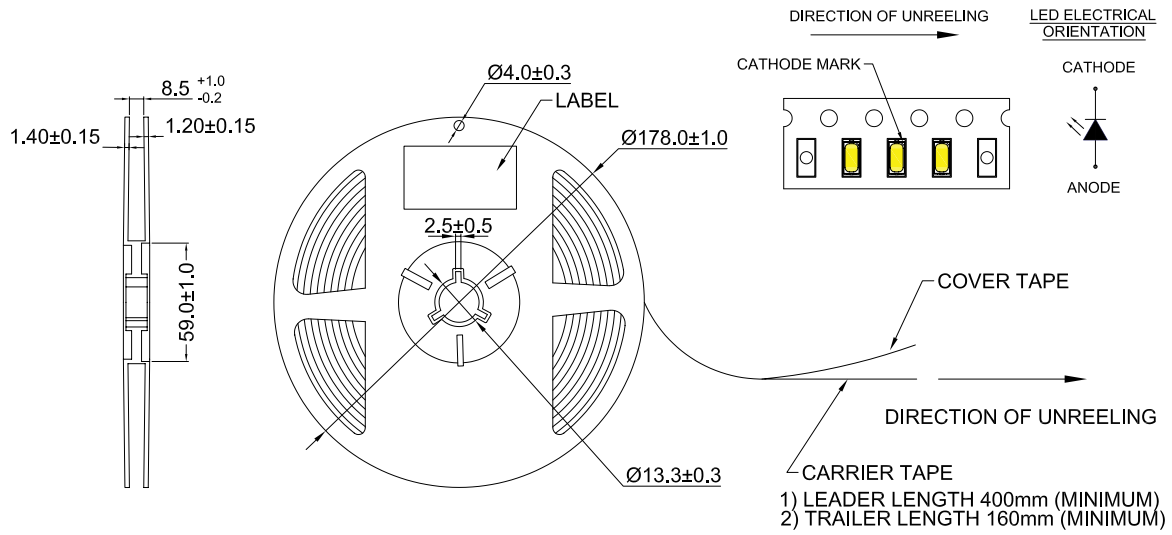 DIRECTION OF UNREELING
LED ELECTRICAL
ORIENTATION
CATHODE MARK
CATHODE
ANODE
8.5 +1.0 -0.2
1.40±0.15
1.20±0.15
59.0±1.0
Ø4.0±0.3
LABEL
Ø178.0±1.0
2.5±0.5
Ø13.3±0.3
COVER TAPE
DIRECTION OF UNREELING
CARRIER TAPE
1) LEADER LENGTH 400mm (MINIMUM)
2) TRAILER LENGTH 160mm (MINIMUM)